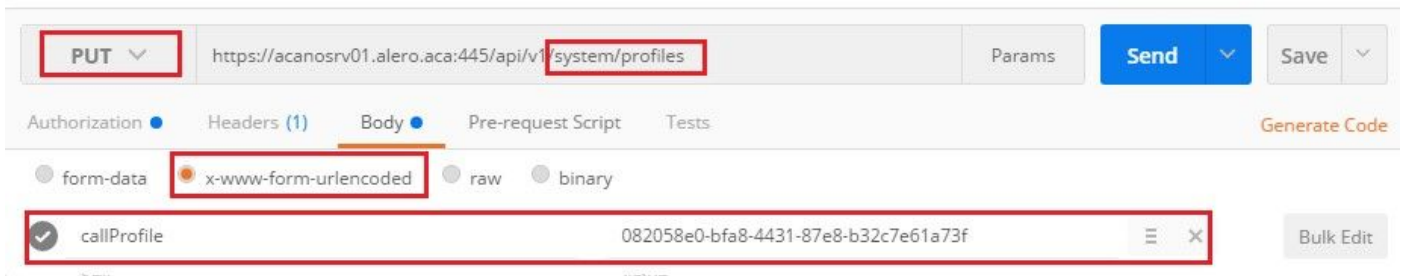 PUT https://acanosrv01.alero.aca:445/api/v1/system/profiles Params Send Save
Authorization Headers (1) Body Pre-request Script Tests Generate Code
form-data x-www-form-urlencoded raw binary
callProfile 082058e0-bfa8-4431-87e8-b32c7e61a73f Bulk Edit